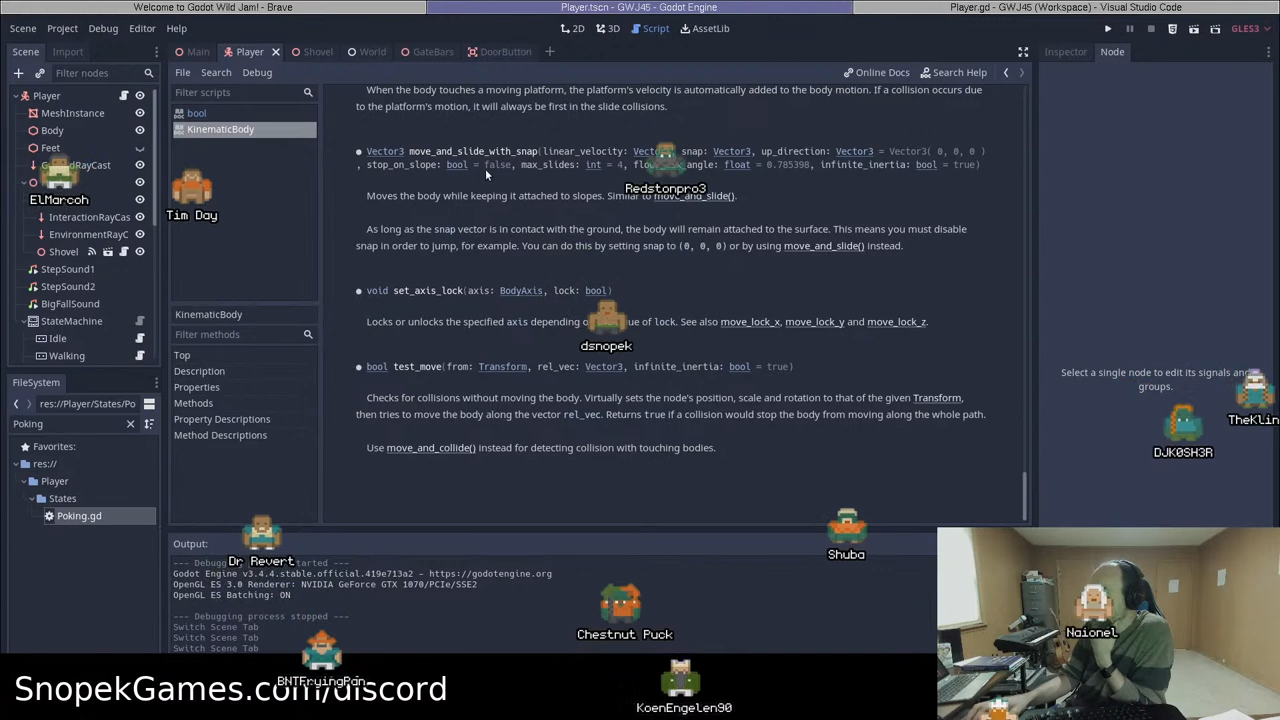 Welcome to Godot Wild Jam! - Brave
Player.tscn - GWJ45 - Godot Engine
Player.gd - GWJ45 (Workspace) - Visual Studio Code
Scene Project Debug Editor Help
2D 3D Script AssetLib
GLES3
Scene Import
Main Player Shovel World GateBars DoorButton
Inspector Node
Filter nodes
File Search Debug
Online Docs Search Help
Filter scripts
bool
KinematicBody
Player
MeshInstance
Body
Feet
RayCast
InteractionRayCas
EnvironmentRayC
Shovel
StepSound1
StepSound2
BigFallSound
StateMachine
Idle
Walking
When the body touches a moving platform, the platform's velocity is automatically added to the body motion. If a collision occurs due
to the platform's motion, it will always be first in the slide collisions.
Vector3 move_and_slide_with_snap(linear_velocity: snap: Vector3, up_direction: Vector3 = Vector3( 0, 0, 0 )
, stop_on_slope: bool = false, max_slides: int = 4, angle: float = 0.785398, infinite_inertia: bool = true)
Moves the body while keeping it attached to slopes. Similar to move_and_slide().
As long as the snap vector is in contact with the ground, the body will remain attached to the surface. This means you must disable
snap in order to jump, for example. You can do this by setting snap to (0, 0, 0) or by using move_and_slide() instead.
void set_axis_lock(axis: BodyAxis, lock: bool)
Locks or unlocks the specified axis depending of lock. See also move_lock_x, move_lock_y and move_lock_z.
bool test_move(from: Transform, rel_vec: Vector3, infinite_inertia: bool = true)
Checks for collisions without moving the body. Virtually sets the node's position, scale and rotation to that of the given Transform,
then tries to move the body along the vector rel_vec. Returns true if a collision would stop the body from moving along the whole path.
Use move_and_collide() instead for detecting collision with touching bodies.
KinematicBody
Filter methods
Top
Description
Properties
Methods
Property Descriptions
Method Descriptions
FileSystem
res://Player/States/Po
Poking
Favorites:
res://
Player
States
Poking.gd
Select a single node to edit its signals and
groups.
Output:
--- Debug started ---
Godot Engine v3.4.4.stable.official.419e713a2 - https://godotengine.org
OpenGL ES 3.0 Renderer: NVIDIA GeForce GTX 1070/PCIe/SSE2
OpenGL ES Batching: ON
--- Debugging process stopped ---
Switch Scene Tab
Switch Scene Tab
Switch Scene Tab
ElMarcoh
Tim Day
Redstonpro3
dsnopek
TheKlin
DJK0SH3R
Dr Revert
Shuba
Chestnut Puck
Naionel
BNTFryingPan
KoenEngelen90
SnopekGames.com/discord